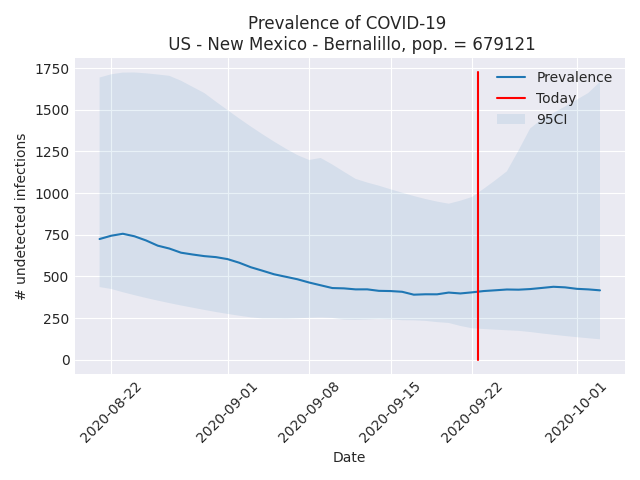 Prevalence of COVID-19
US - New Mexico - Bernalillo, pop. = 679121
1750
1500
1250
1000
750
500
250
0
# undetected infections
Prevalence
Today
95CI
2020-08-22
2020-09-01
2020-09-08
2020-09-15
2020-09-22
2020-10-01
Date